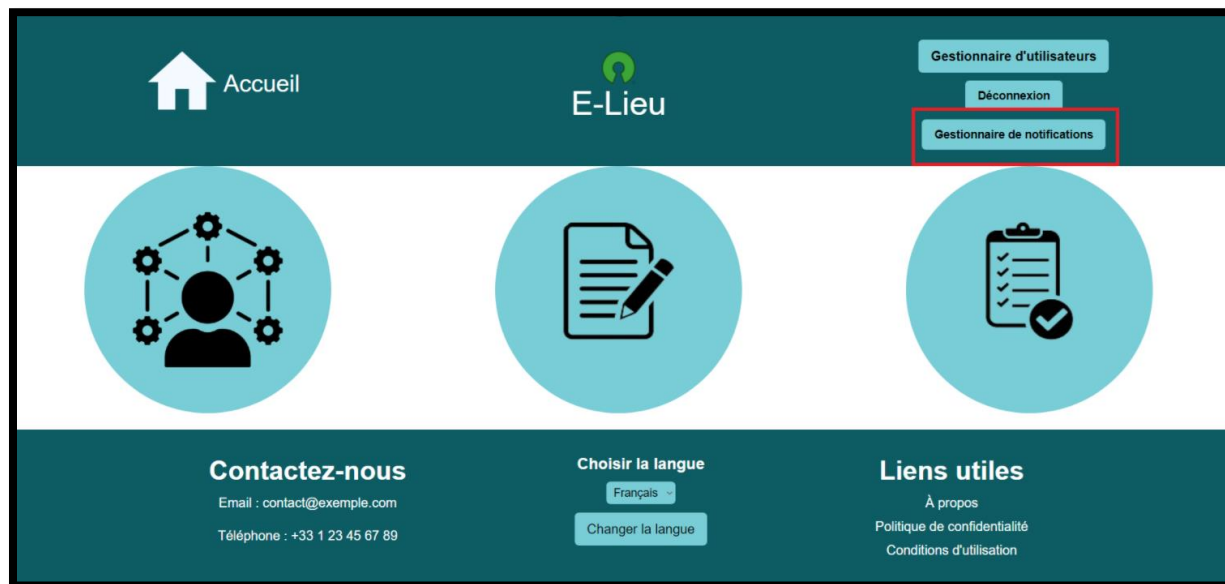 Accueil
E-Lieu
Gestionnaire d'utilisateurs
Déconnexion
Gestionnaire de notifications
Contactez-nous
Email : contact@exemple.com
Téléphone : +33 1 23 45 67 89
Choisir la langue
Français
Changer la langue
Liens utiles
À propos
Politique de confidentialité
Conditions d'utilisation